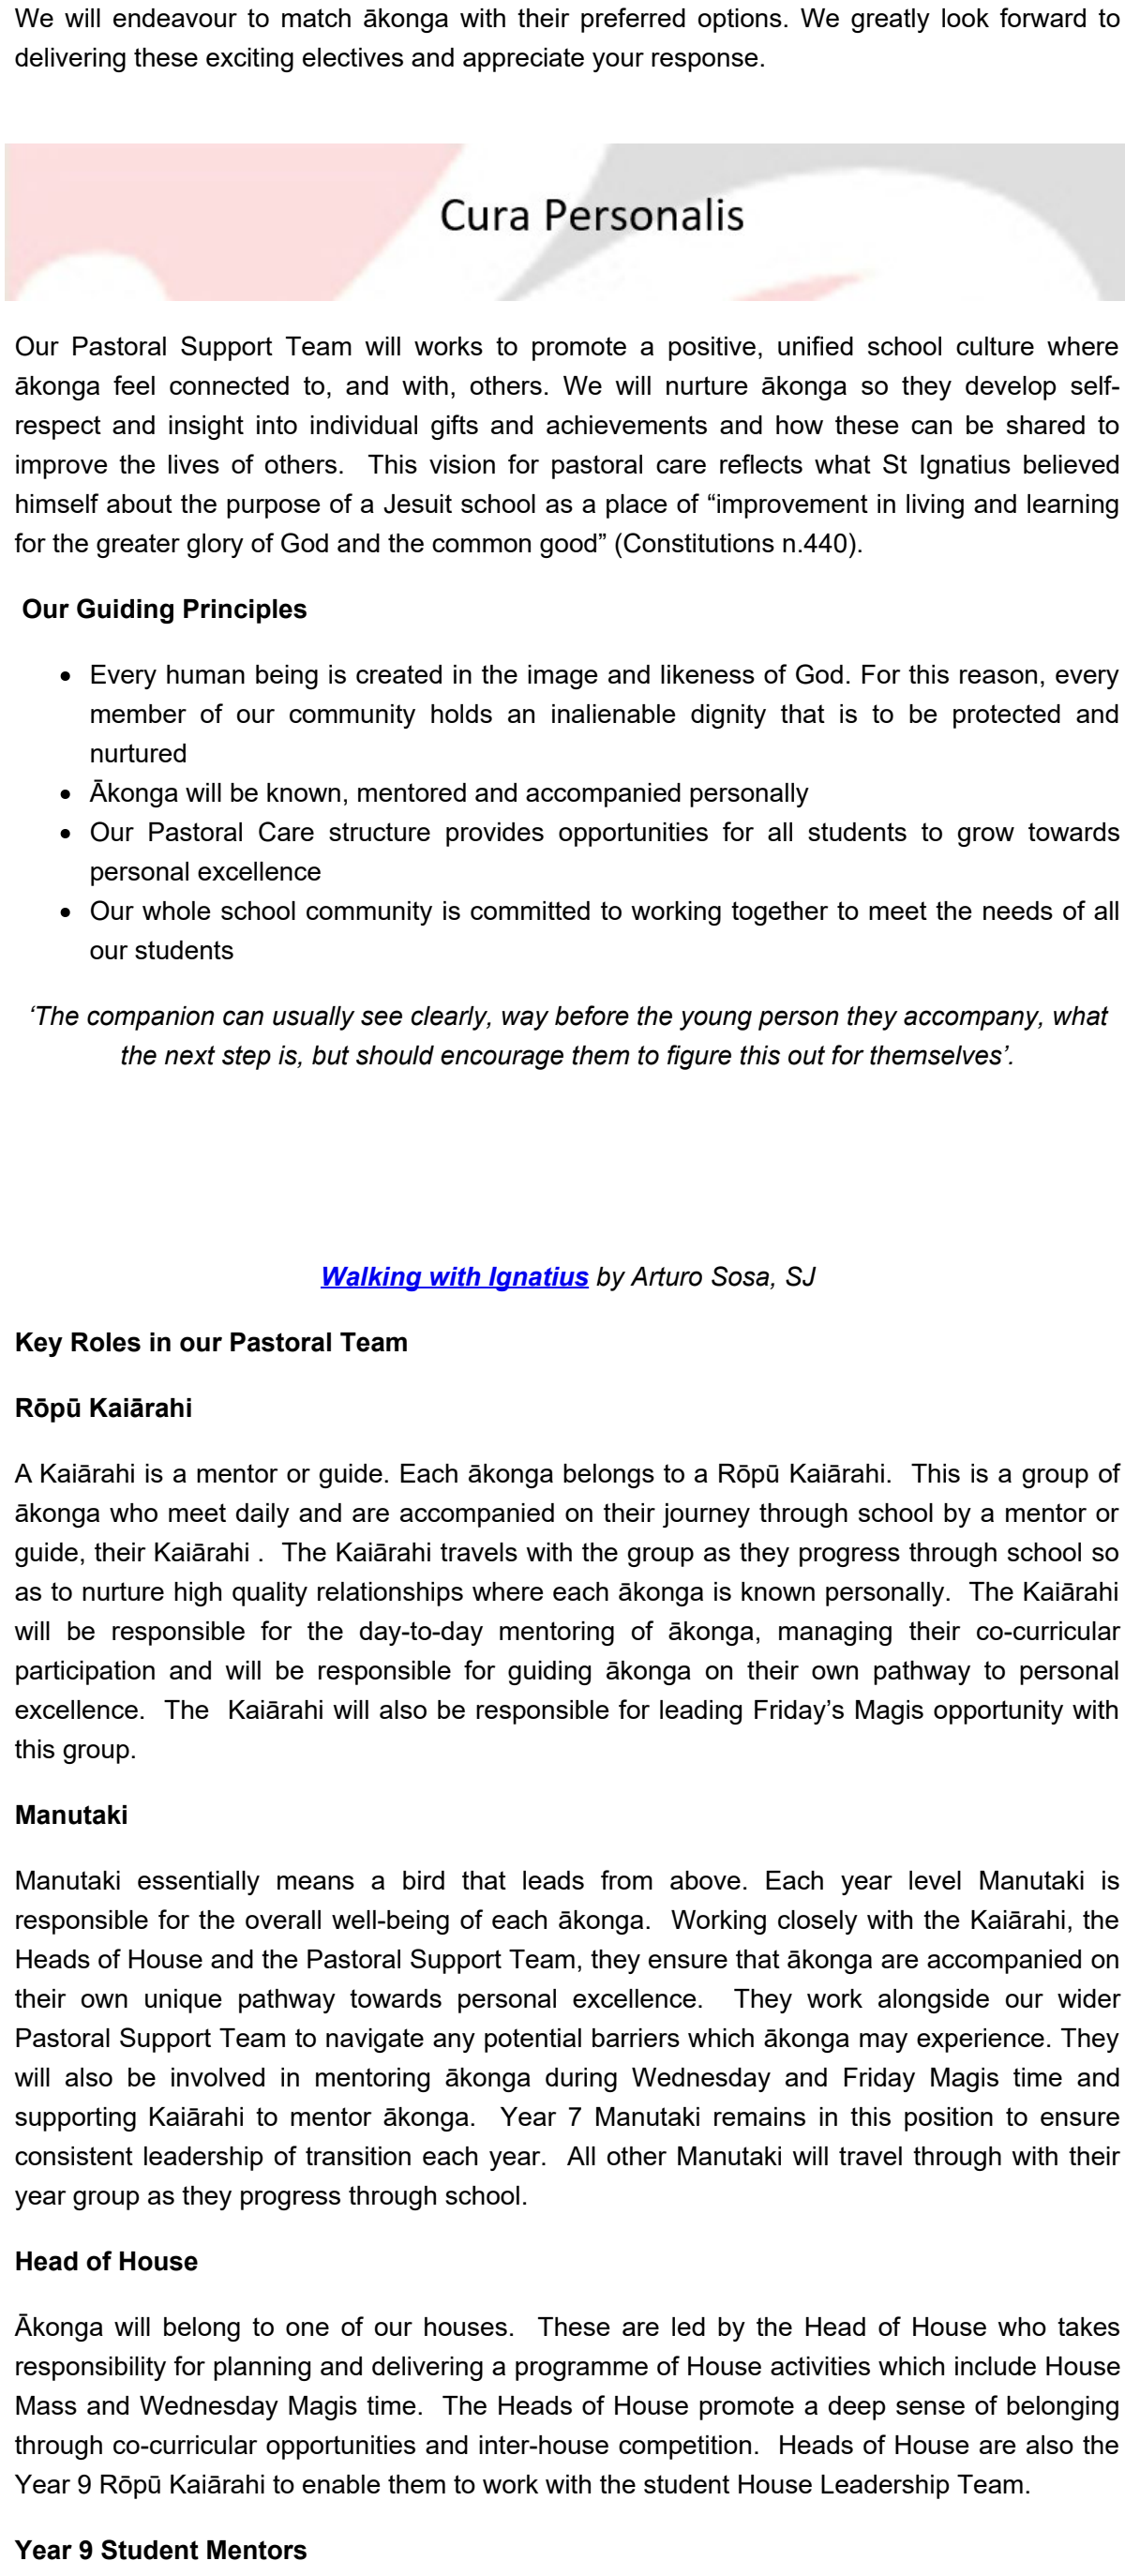 We will endeavour to match ākonga with their preferred options. We greatly look forward to
delivering these exciting electives and appreciate your response.
Cura Personalis
Our Pastoral Support Team will works to promote a positive, unified school culture where
ākonga feel connected to, and with, others. We will nurture ākonga so they develop self-
respect and insight into individual gifts and achievements and how these can be shared to
improve the lives of others.  This vision for pastoral care reflects what St Ignatius believed
himself about the purpose of a Jesuit school as a place of “improvement in living and learning
for the greater glory of God and the common good” (Constitutions n.440).
Our Guiding Principles
• Every human being is created in the image and likeness of God. For this reason, every
member of our community holds an inalienable dignity that is to be protected and
nurtured
• Ākonga will be known, mentored and accompanied personally
• Our Pastoral Care structure provides opportunities for all students to grow towards
personal excellence
• Our whole school community is committed to working together to meet the needs of all
our students
‘The companion can usually see clearly, way before the young person they accompany, what
the next step is, but should encourage them to figure this out for themselves’.
Walking with Ignatius by Arturo Sosa, SJ
Key Roles in our Pastoral Team
Rōpū Kaiārahi
A Kaiārahi is a mentor or guide. Each ākonga belongs to a Rōpū Kaiārahi.  This is a group of
ākonga who meet daily and are accompanied on their journey through school by a mentor or
guide, their Kaiārahi .  The Kaiārahi travels with the group as they progress through school so
as to nurture high quality relationships where each ākonga is known personally.  The Kaiārahi
will be responsible for the day-to-day mentoring of ākonga, managing their co-curricular
participation and will be responsible for guiding ākonga on their own pathway to personal
excellence.  The  Kaiārahi will also be responsible for leading Friday’s Magis opportunity with
this group.
Manutaki
Manutaki essentially means a bird that leads from above. Each year level Manutaki is
responsible for the overall well-being of each ākonga.  Working closely with the Kaiārahi, the
Heads of House and the Pastoral Support Team, they ensure that ākonga are accompanied on
their own unique pathway towards personal excellence.  They work alongside our wider
Pastoral Support Team to navigate any potential barriers which ākonga may experience. They
will also be involved in mentoring ākonga during Wednesday and Friday Magis time and
supporting Kaiārahi to mentor ākonga.  Year 7 Manutaki remains in this position to ensure
consistent leadership of transition each year.  All other Manutaki will travel through with their
year group as they progress through school.
Head of House
Ākonga will belong to one of our houses.  These are led by the Head of House who takes
responsibility for planning and delivering a programme of House activities which include House
Mass and Wednesday Magis time.  The Heads of House promote a deep sense of belonging
through co-curricular opportunities and inter-house competition.  Heads of House are also the
Year 9 Rōpū Kaiārahi to enable them to work with the student House Leadership Team.
Year 9 Student Mentors